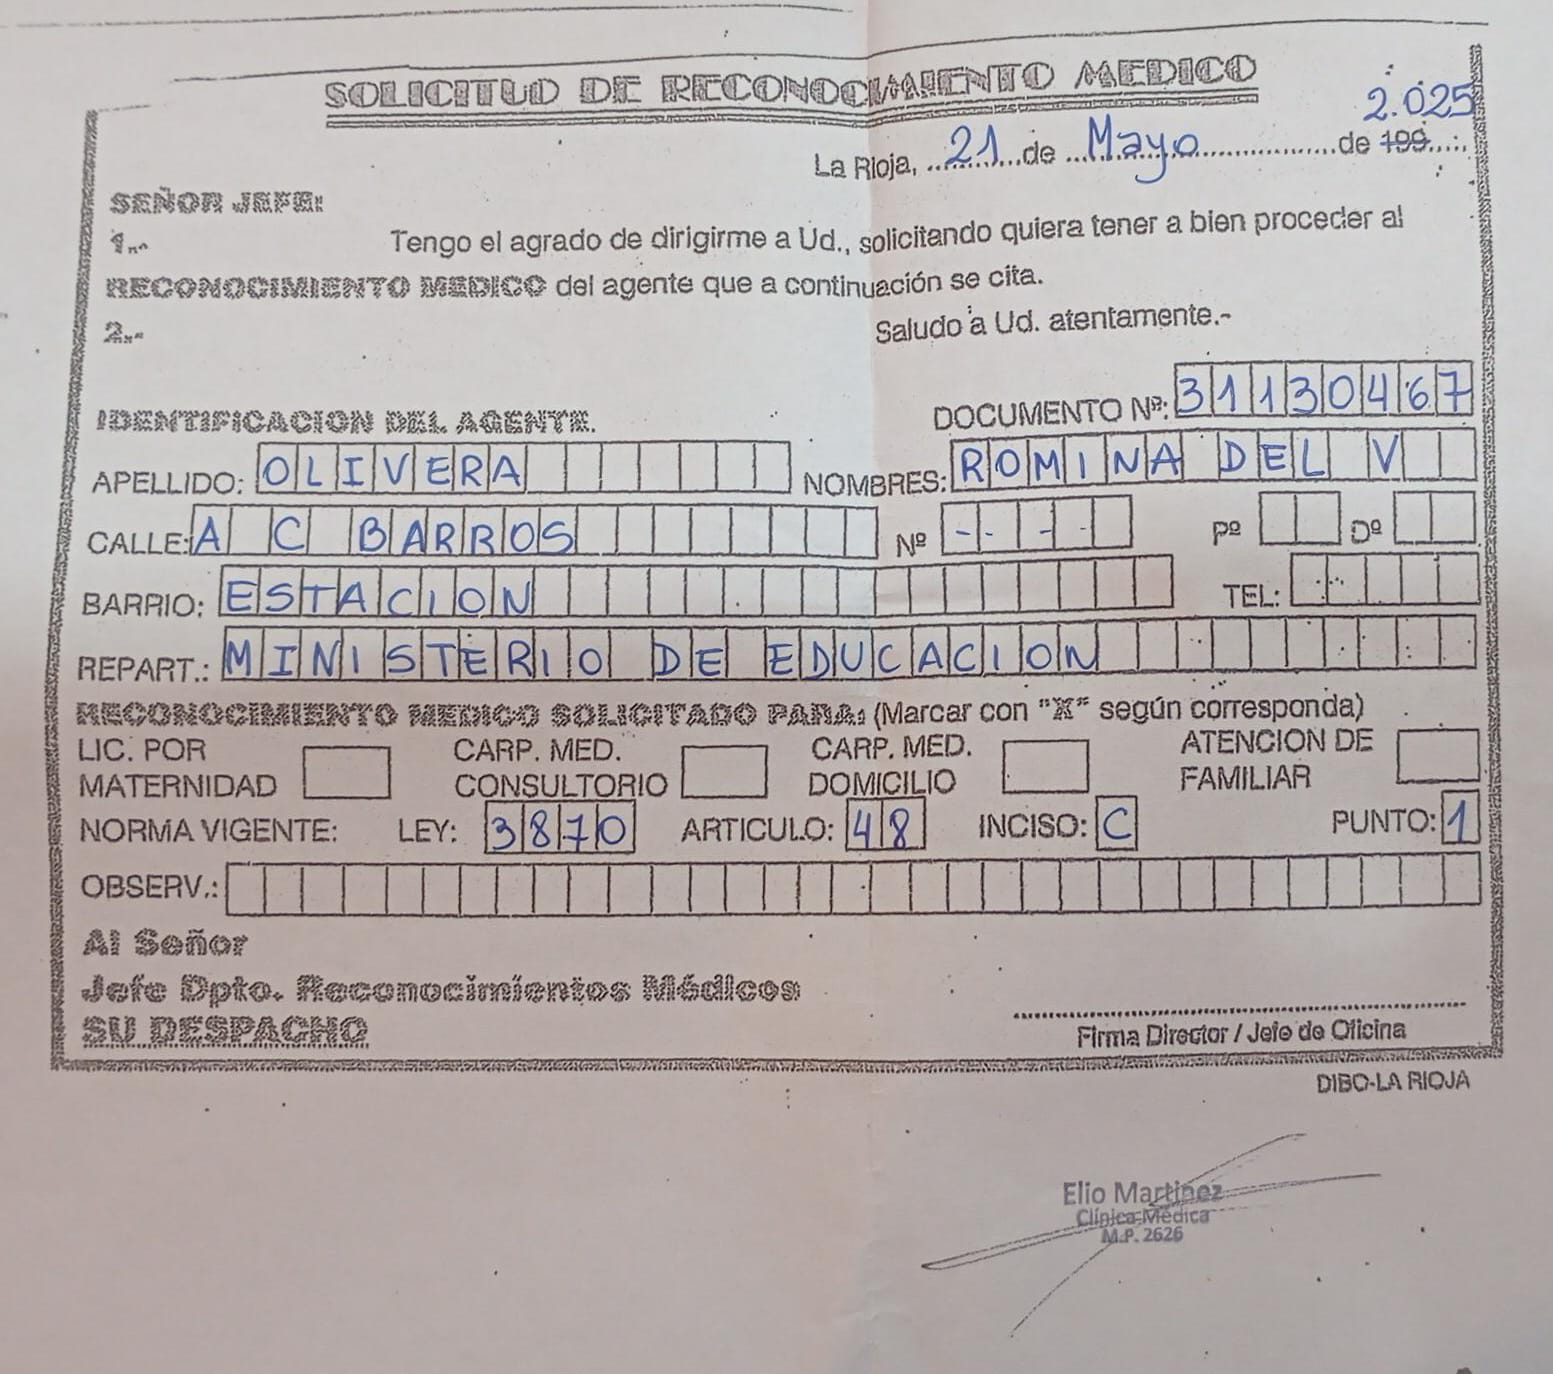 SOLICITUD DE RECONOCIMIENTO MEDICO
2.025
La Rioja, 21 de Mayo de 199
SEÑOR JEFE:
1.- Tengo el agrado de dirigirme a Ud., solicitando quiera tener a bien proceder al
RECONOCIMIENTO MEDICO del agente que a continuación se cita.
2.- Saludo a Ud. atentamente.-
IDENTIFICACION DEL AGENTE. DOCUMENTO Nº: 31130467
APELLIDO: OLIVERA NOMBRES: ROMINA DEL V
CALLE: A C BARROS Nº - - - - Pº Dº
BARRIO: ESTACION TEL:
REPART.: MINISTERIO DE EDUCACION
RECONOCIMIENTO MEDICO SOLICITADO PARA: (Marcar con "X" según corresponda)
LIC. POR MATERNIDAD CARP. MED. CONSULTORIO CARP. MED. DOMICILIO ATENCION DE FAMILIAR
NORMA VIGENTE: LEY: 3870 ARTICULO: 48 INCISO: C PUNTO: 1
OBSERV.:
Al Señor
Jefe Dpto. Reconocimientos Médicos
SU DESPACHO
Firma Director / Jefe de Oficina
DIBO-LA RIOJA
Elio Martinez
Clínica Médica
M.P. 2626